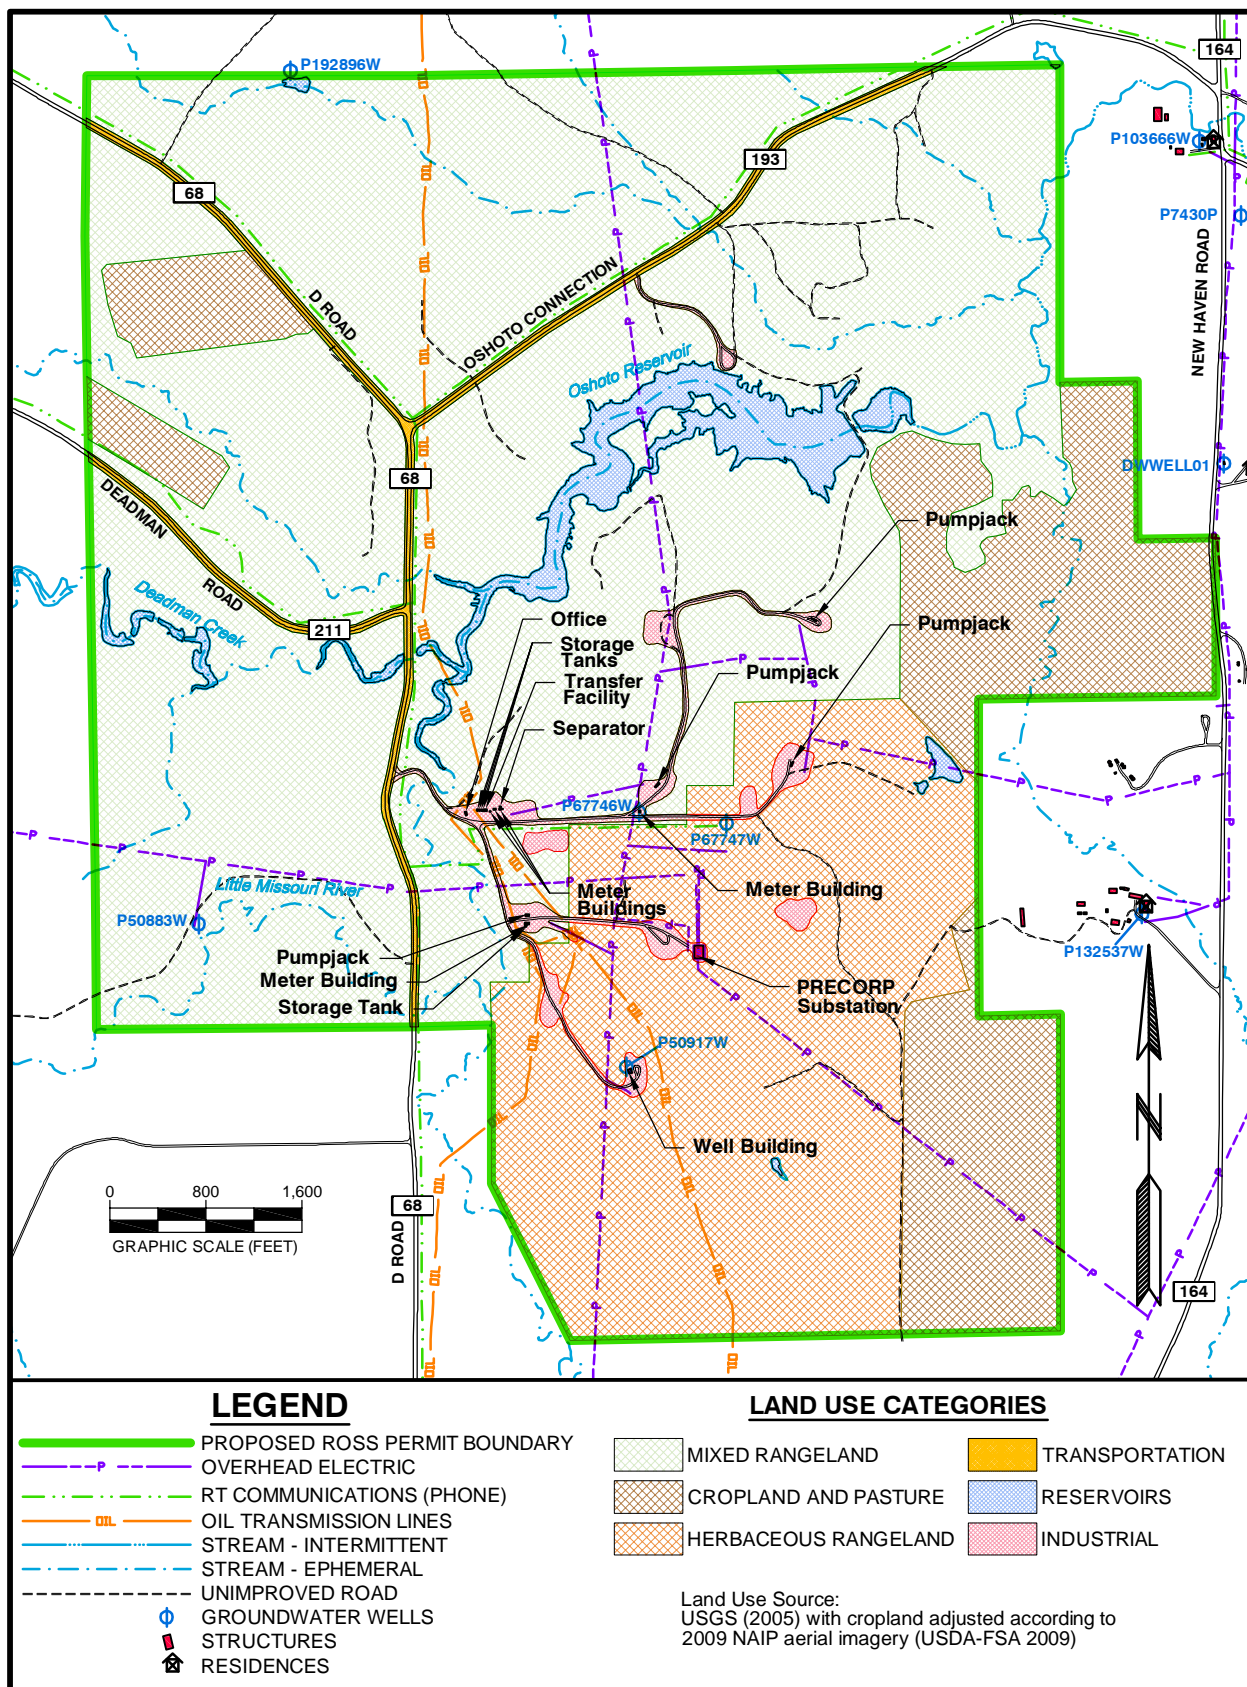 164
P192896W
P103666W
193
68
P7430P
NEW HAVEN ROAD
D ROAD
OSHOTO CONNECTION
OIL
P
Oshoto Reservoir
68
DWWELL01
DEADMAN
ROAD
Pumpjack
Deadman Creek
211
Office
Storage
Tanks
Transfer
Facility
Separator
Pumpjack
Pumpjack
P67746W
P67747W
Little Missouri River
Meter
Buildings
Meter Building
P50883W
P132537W
Pumpjack
Meter Building
Storage Tank
PRECORP
Substation
P50917W
Well Building
N
0 800 1,600
GRAPHIC SCALE (FEET)
68
D ROAD
164
LEGEND
PROPOSED ROSS PERMIT BOUNDARY
P OVERHEAD ELECTRIC
RT COMMUNICATIONS (PHONE)
OIL OIL TRANSMISSION LINES
STREAM - INTERMITTENT
STREAM - EPHEMERAL
UNIMPROVED ROAD
GROUNDWATER WELLS
STRUCTURES
RESIDENCES
LAND USE CATEGORIES
MIXED RANGELAND
TRANSPORTATION
CROPLAND AND PASTURE
RESERVOIRS
HERBACEOUS RANGELAND
INDUSTRIAL
Land Use Source:
USGS (2005) with cropland adjusted according to
2009 NAIP aerial imagery (USDA-FSA 2009)